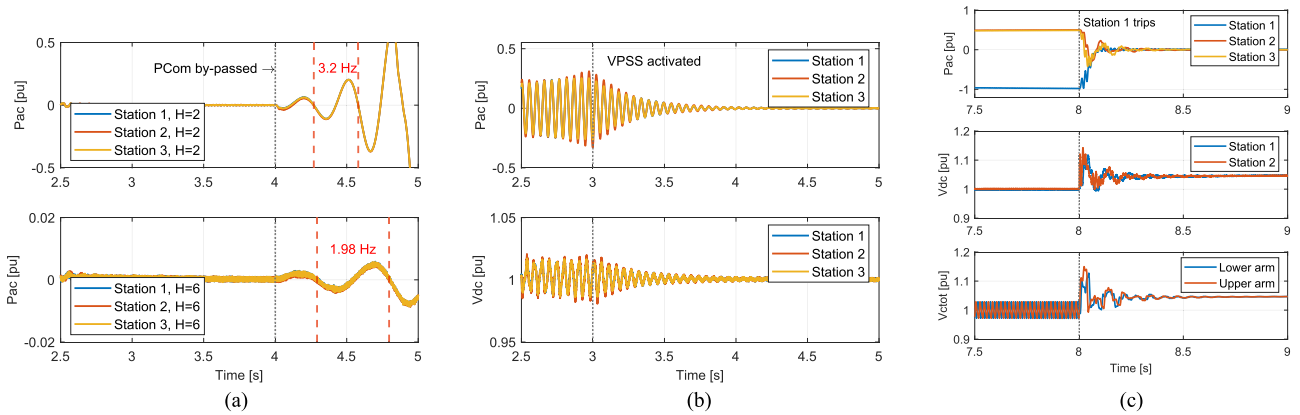 0.5
0
-0.5
Pac [pu]
PCom by-passed →
3.2 Hz
Station 1, H=2
Station 2, H=2
Station 3, H=2
2.5 3 3.5 4 4.5 5
0.02
0
-0.02
Pac [pu]
1.98 Hz
Station 1, H=6
Station 2, H=6
Station 3, H=6
2.5 3 3.5 4 4.5 5
Time [s]
(a)
0.5
0
-0.5
Pac [pu]
VPSS activated
Station 1
Station 2
Station 3
2.5 3 3.5 4 4.5 5
1.05
1
0.95
Vdc [pu]
Station 1
Station 2
Station 3
2.5 3 3.5 4 4.5 5
Time [s]
(b)
1
0
-1
Pac [pu]
Station 1 trips
Station 1
Station 2
Station 3
7.5 8 8.5 9
1.2
1.1
1
0.9
Vdc [pu]
Station 1
Station 2
7.5 8 8.5 9
1.2
1.1
1
0.9
Vctot [pu]
Lower arm
Upper arm
7.5 8 8.5 9
Time [s]
(c)